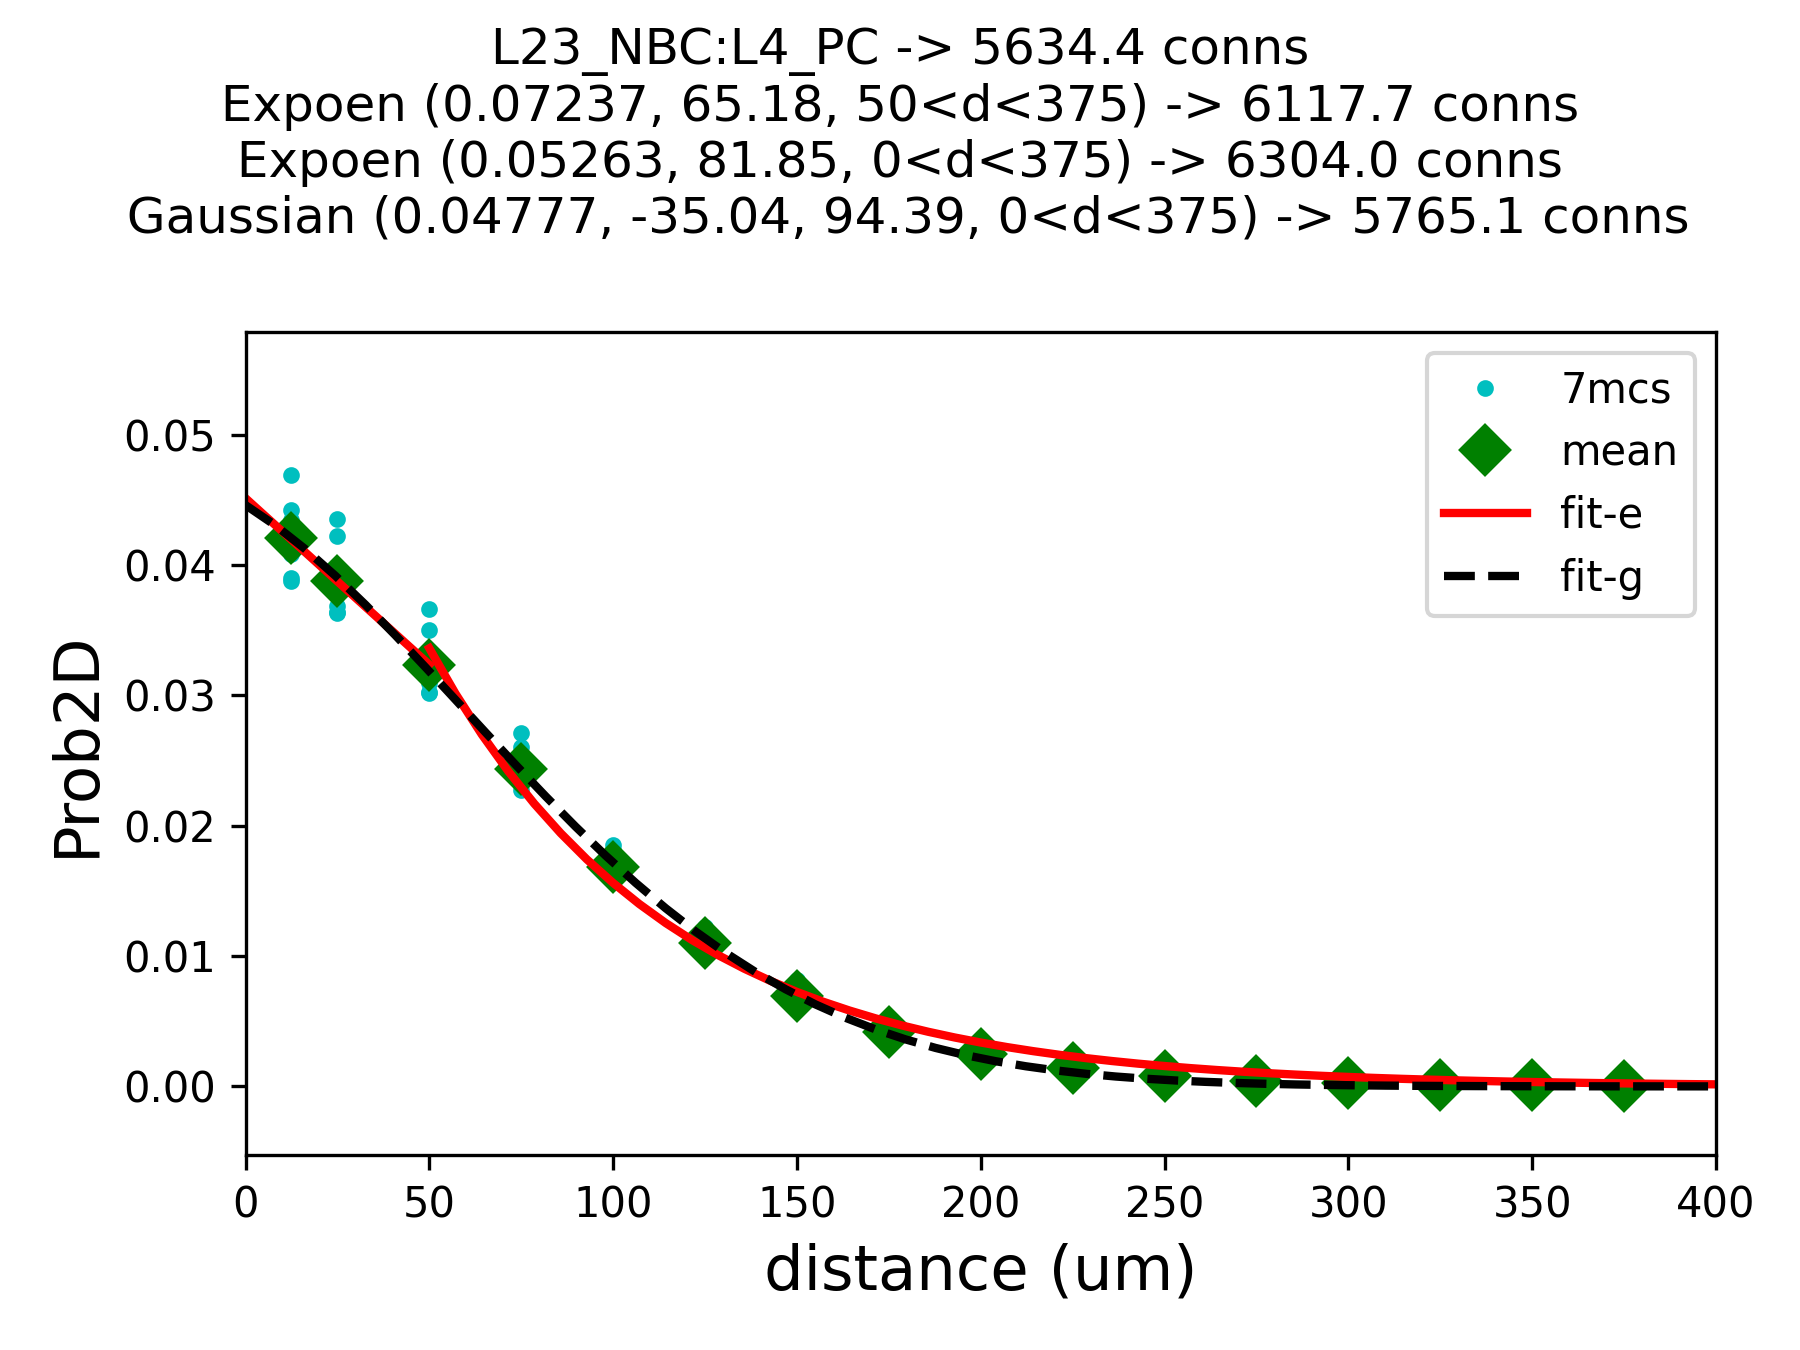 L23_NBC:L4_PC -> 5634.4 conns
Expoen (0.07237, 65.18, 50<d<375) -> 6117.7 conns
Expoen (0.05263, 81.85, 0<d<375) -> 6304.0 conns
Gaussian (0.04777, -35.04, 94.39, 0<d<375) -> 5765.1 conns
7mcs
mean
fit-e
fit-g
Prob2D
0.05
0.04
0.03
0.02
0.01
0.00
0 50 100 150 200 250 300 350 400
distance (um)